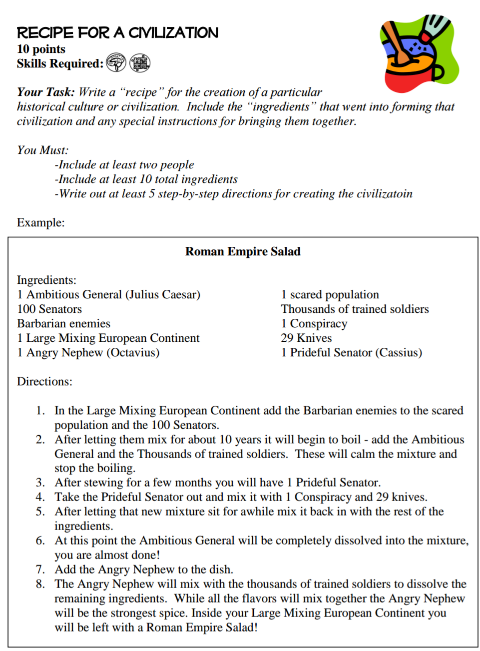 RECIPE FOR A CIVILIZATION
10 points
Skills Required:
Your Task: Write a “recipe” for the creation of a particular
historical culture or civilization. Include the “ingredients” that went into forming that
civilization and any special instructions for bringing them together.
You Must:
-Include at least two people
-Include at least 10 total ingredients
-Write out at least 5 step-by-step directions for creating the civilizatoin
Example:
Roman Empire Salad
Ingredients:
1 Ambitious General (Julius Caesar)
100 Senators
Barbarian enemies
1 Large Mixing European Continent
1 Angry Nephew (Octavius)
1 scared population
Thousands of trained soldiers
1 Conspiracy
29 Knives
1 Prideful Senator (Cassius)
Directions:
1. In the Large Mixing European Continent add the Barbarian enemies to the scared
population and the 100 Senators.
2. After letting them mix for about 10 years it will begin to boil - add the Ambitious
General and the Thousands of trained soldiers. These will calm the mixture and
stop the boiling.
3. After stewing for a few months you will have 1 Prideful Senator.
4. Take the Prideful Senator out and mix it with 1 Conspiracy and 29 knives.
5. After letting that new mixture sit for awhile mix it back in with the rest of the
ingredients.
6. At this point the Ambitious General will be completely dissolved into the mixture,
you are almost done!
7. Add the Angry Nephew to the dish.
8. The Angry Nephew will mix with the thousands of trained soldiers to dissolve the
remaining ingredients. While all the flavors will mix together the Angry Nephew
will be the strongest spice. Inside your Large Mixing European Continent you
will be left with a Roman Empire Salad!